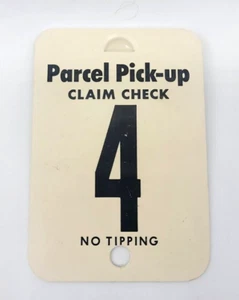 Parcel Pick-up
CLAIM CHECK
4
NO TIPPING